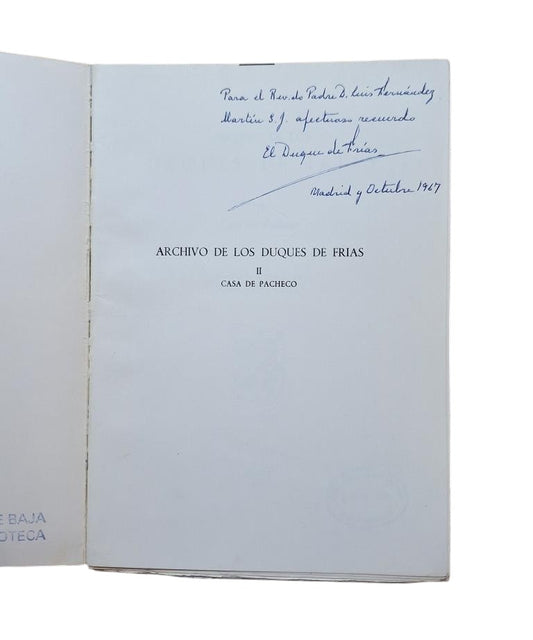 Para el Rev.do Padre D. Luis Hernández
Martín S.J. afectuoso recuerdo
El Duque de Frías
Madrid y Octubre 1967
ARCHIVO DE LOS DUQUES DE FRIAS
II
CASA DE PACHECO
E BAJA
OTECA